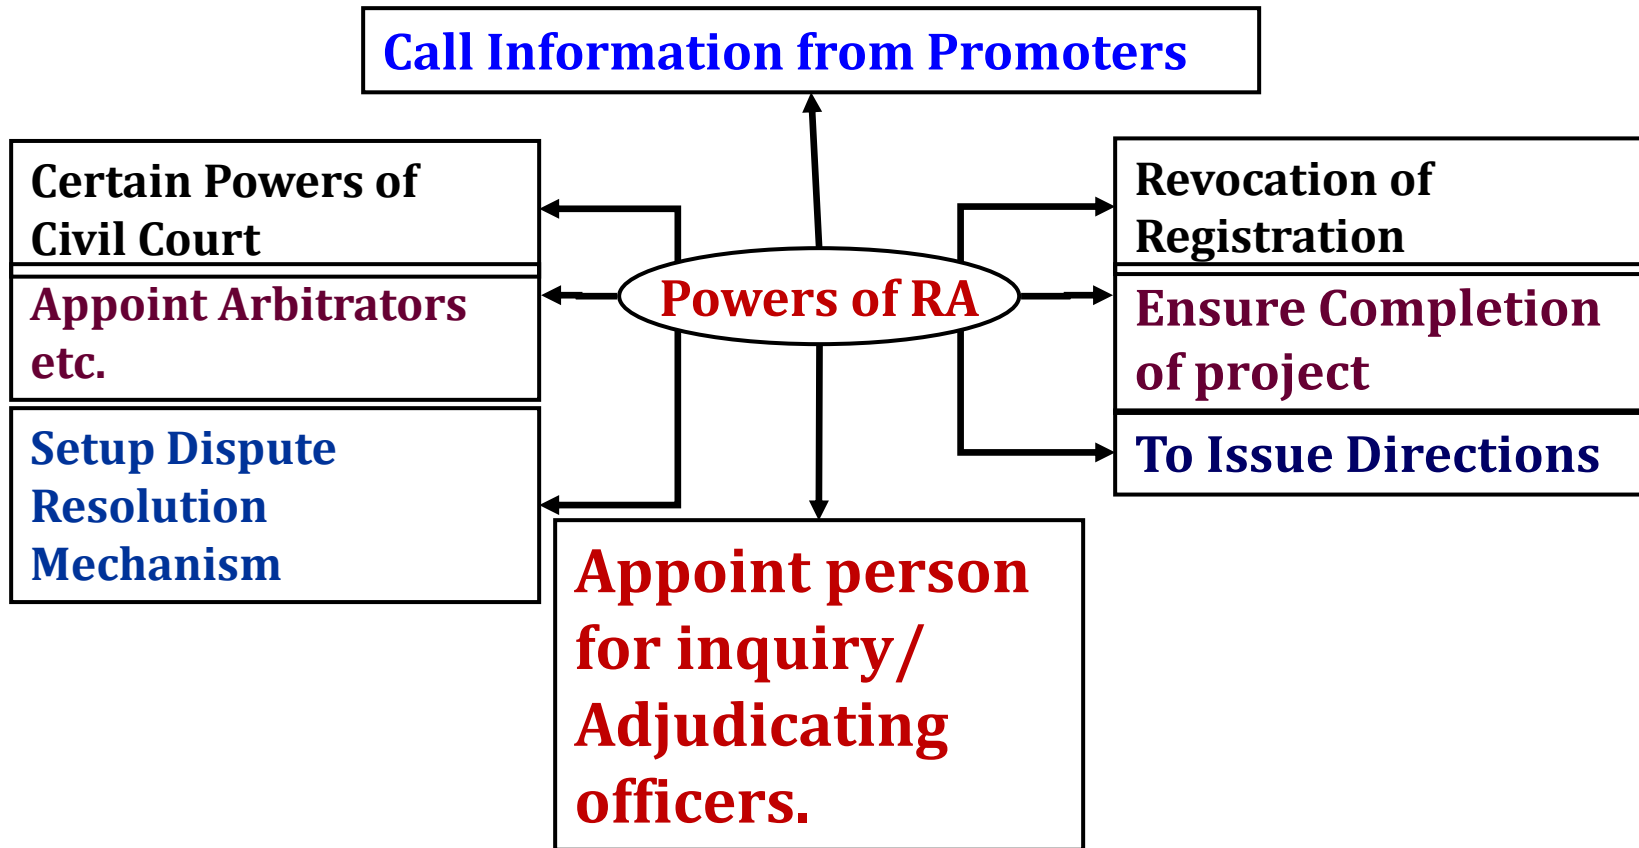 Call Information from Promoters
Certain Powers of
Civil Court
Appoint Arbitrators
etc.
Setup Dispute
Resolution
Mechanism
Powers of RA
Revocation of
Registration
Ensure Completion
of project
To Issue Directions
Appoint person
for inquiry/
Adjudicating
officers.